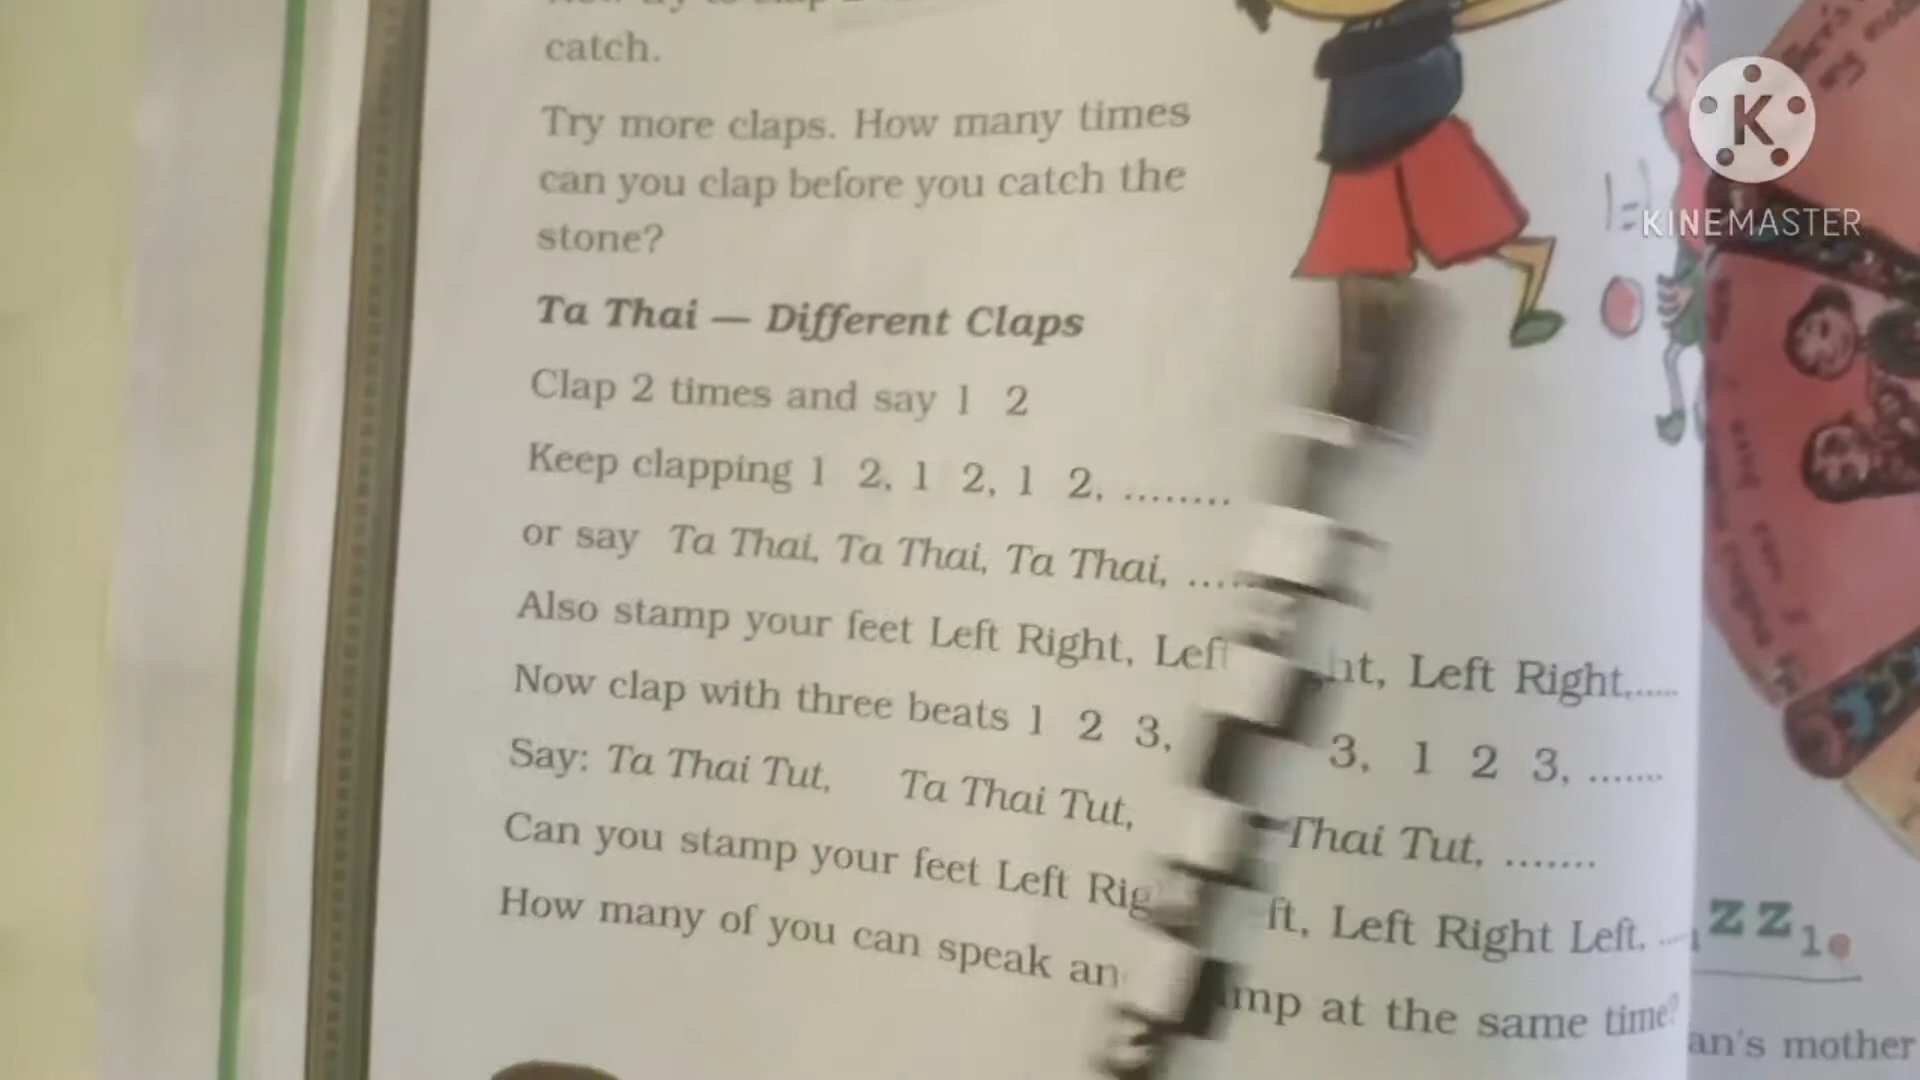 catch.
Try more claps. How many times
can you clap before you catch the
stone?
Ta Thai — Different Claps
Clap 2 times and say 1 2
Keep clapping 1 2, 1 2, 1 2, ........
or say Ta Thai, Ta Thai, Ta Thai, ....
Also stamp your feet Left Right, Left Left Right,......
Now clap with three beats 1 2 3, 3, 1 2 3, .......
Say: Ta Thai Tut, Ta Thai Tut, Thai Tut, .......
Can you stamp your feet Left Left Right Left, ....
How many of you can speak at the same time?
K
KINEMASTER
zz
an's mother